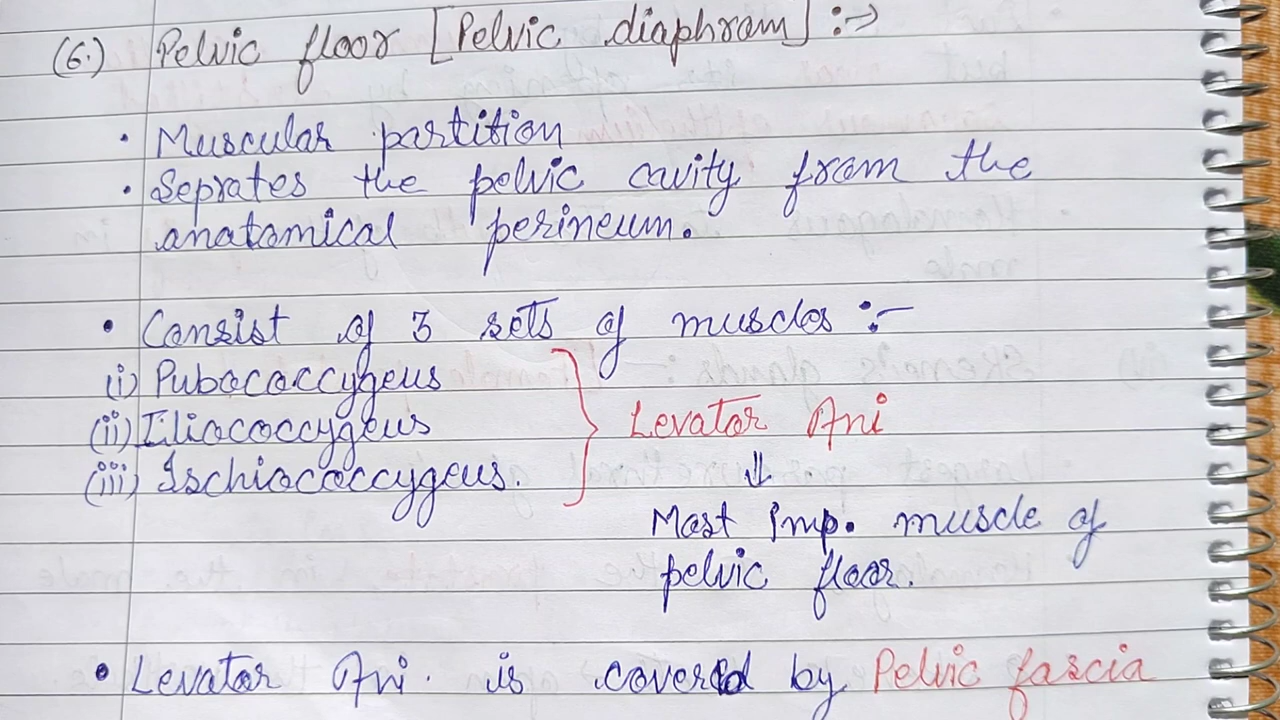 (6.) Pelvic floor [Pelvic diaphram] :→
• Muscular partition
• Seprates the pelvic cavity from the
anatomical perineum.
• Consist of 3 sets of muscles :-
(i) Pubococcygeus
(ii) Iliococcygeus
(iii) Ischiococcygeus.
Levator Ani
⇓
Most Imp. muscle of
pelvic floor.
• Levator Ani. is covered by Pelvic fascia